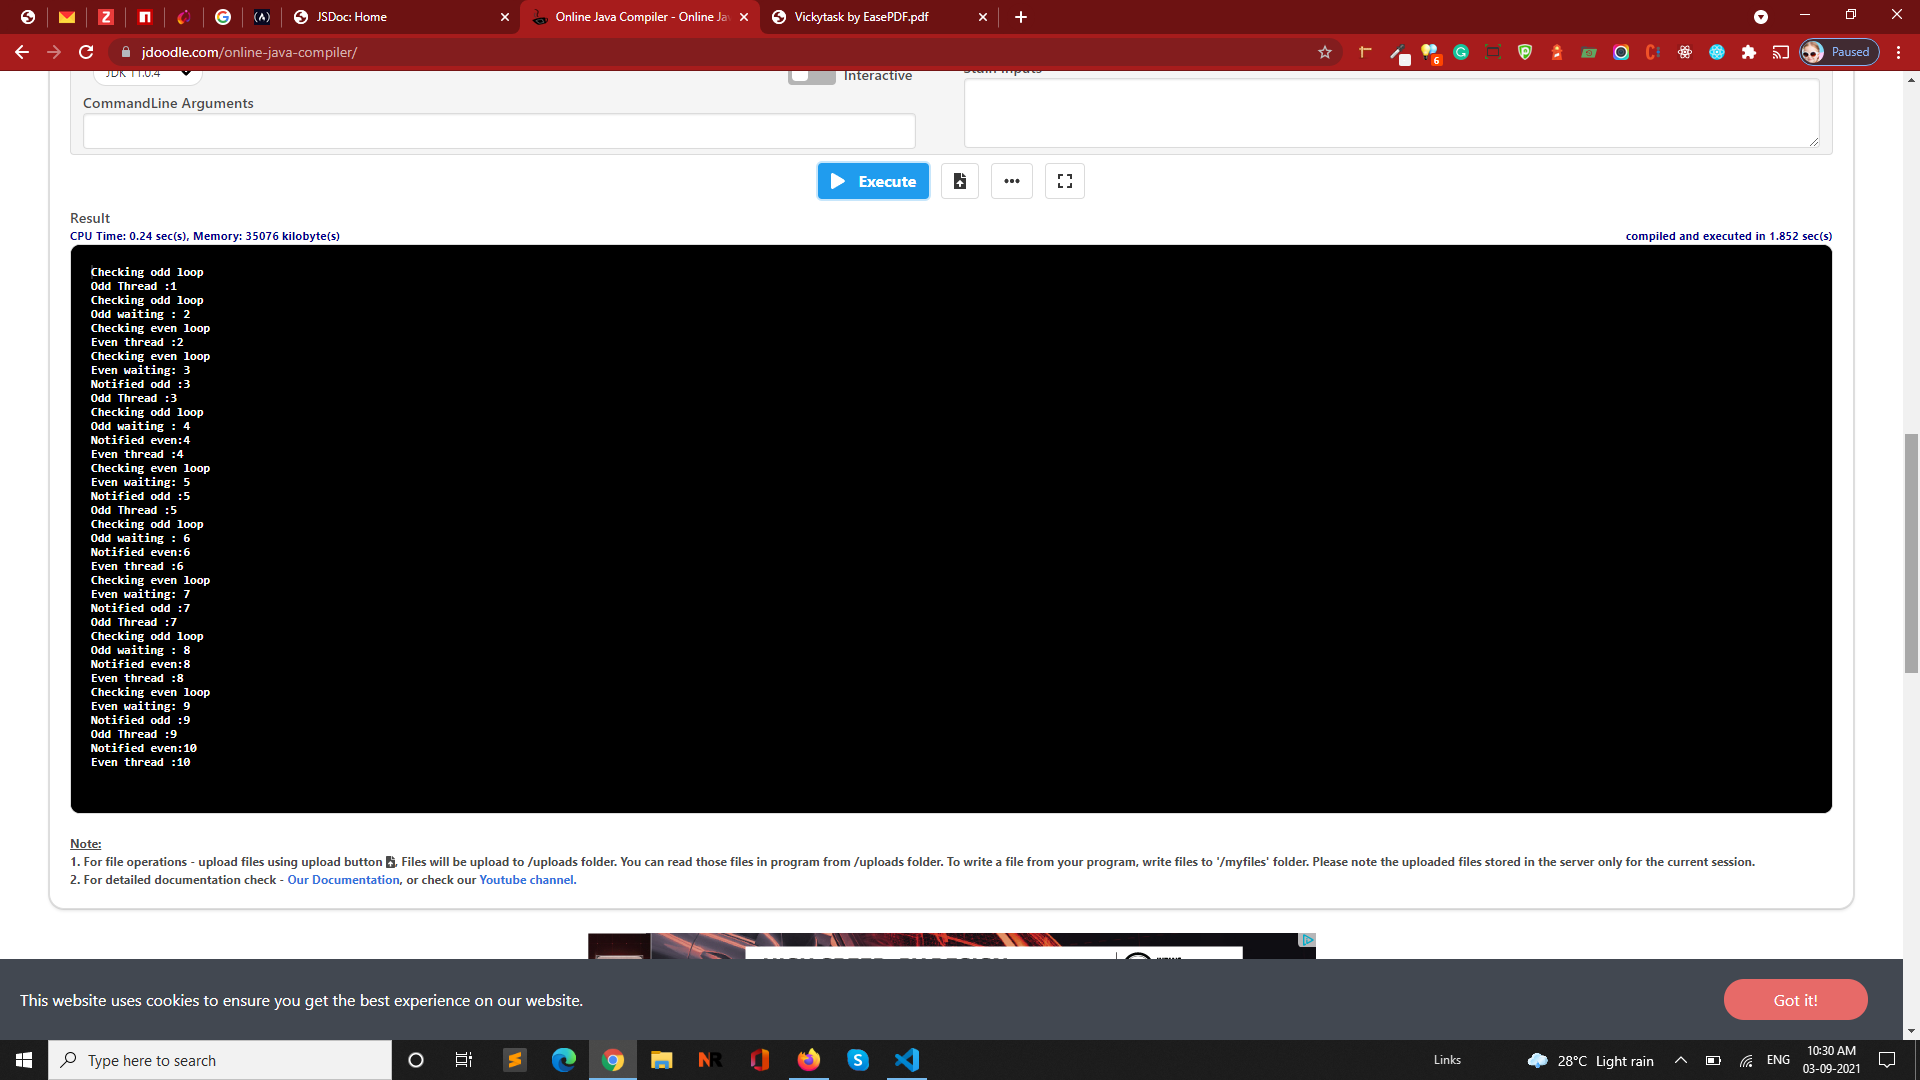 JSDoc: Home
Online Java Compiler - Online Ja
Vickytask by EasePDF.pdf
jdoodle.com/online-java-compiler/
6
Paused
JDK 11.0.4
Interactive
Stdin Inputs
CommandLine Arguments
Execute
Result
CPU Time: 0.24 sec(s), Memory: 35076 kilobyte(s)
compiled and executed in 1.852 sec(s)
Checking odd loop
Odd Thread :1
Checking odd loop
Odd waiting : 2
Checking even loop
Even thread :2
Checking even loop
Even waiting: 3
Notified odd :3
Odd Thread :3
Checking odd loop
Odd waiting : 4
Notified even:4
Even thread :4
Checking even loop
Even waiting: 5
Notified odd :5
Odd Thread :5
Checking odd loop
Odd waiting : 6
Notified even:6
Even thread :6
Checking even loop
Even waiting: 7
Notified odd :7
Odd Thread :7
Checking odd loop
Odd waiting : 8
Notified even:8
Even thread :8
Checking even loop
Even waiting: 9
Notified odd :9
Odd Thread :9
Notified even:10
Even thread :10
Note:
1. For file operations - upload files using upload button , Files will be upload to /uploads folder. You can read those files in program from /uploads folder. To write a file from your program, write files to '/myfiles' folder. Please note the uploaded files stored in the server only for the current session.
2. For detailed documentation check - Our Documentation, or check our Youtube channel.
This website uses cookies to ensure you get the best experience on our website.
Got it!
Type here to search
Links
28°C Light rain
ENG
10:30 AM
03-09-2021